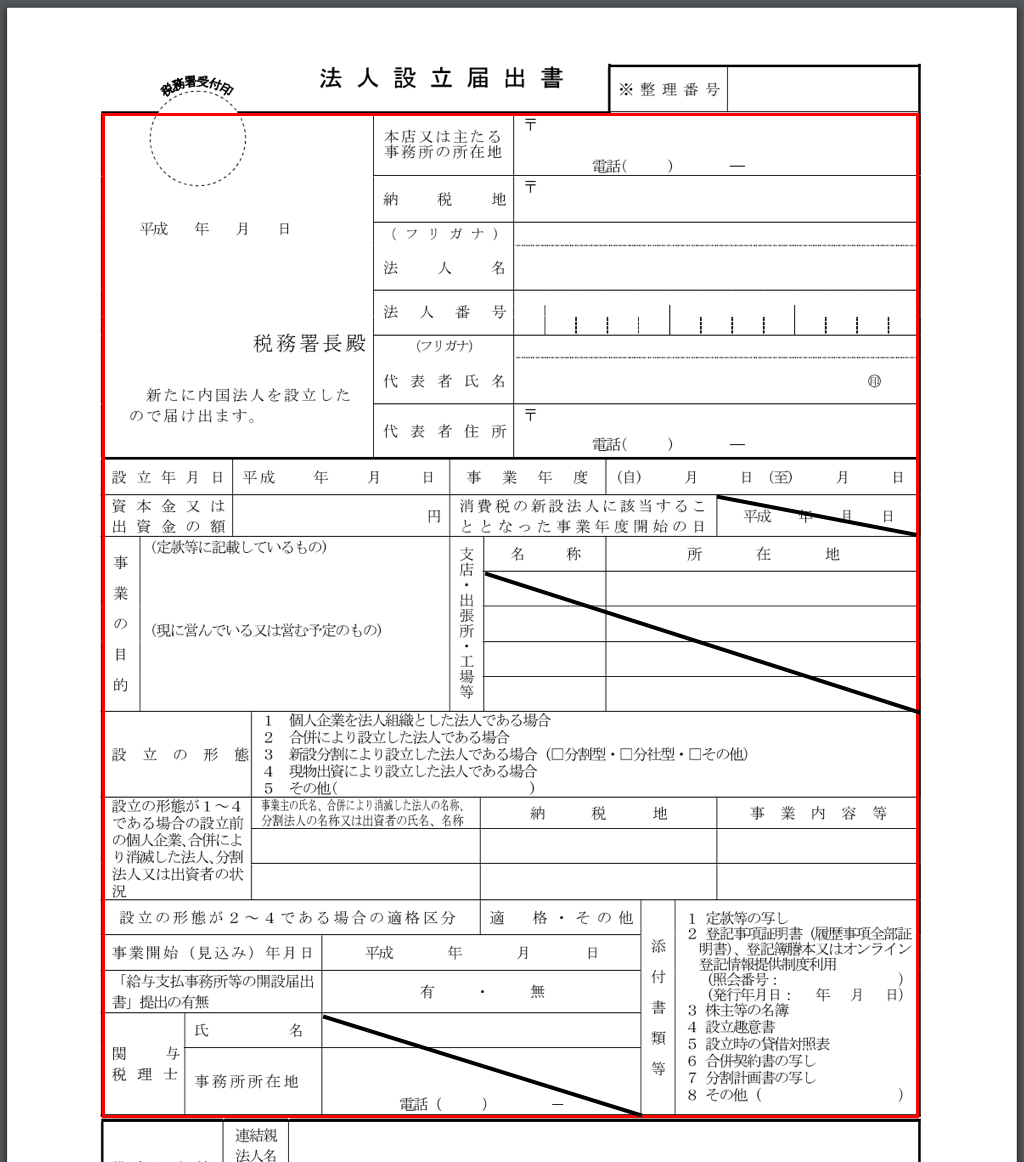 法人設立届出書
※整理番号
税務署受付印
平成　年　月　日
税務署長殿
新たに内国法人を設立した
ので届け出ます。
本店又は主たる
事務所の所在地
〒
電話(　　)　　―
納税地
〒
(フリガナ)
法人名
法人番号
(フリガナ)
代表者氏名
㊞
代表者住所
〒
電話(　　)　　―
設立年月日
平成　年　月　日
事業年度
(自)　月　日　(至)　月　日
資本金又は
出資金の額
円
消費税の新設法人に該当するこ
ととなった事業年度開始の日
平成　年　月　日
事業の目的
(定款等に記載しているもの)
(現に営んでいる又は営む予定のもの)
支店・出張所・工場等
名称
所在地
設立の形態
1　個人企業を法人組織とした法人である場合
2　合併により設立した法人である場合
3　新設分割により設立した法人である場合（□分割型・□分社型・□その他）
4　現物出資により設立した法人である場合
5　その他(　　)
設立の形態が１～４
である場合の設立前
の個人企業、合併によ
り消滅した法人、分割
法人又は出資者の状
況
事業主の氏名、合併により消滅した法人の名称、
分割法人の名称又は出資者の氏名、名称
納税地
事業内容等
設立の形態が２～４である場合の適格区分
適格・その他
事業開始（見込み）年月日
平成　年　月　日
「給与支払事務所等の開設届出
書」提出の有無
有・無
関与
税理士
氏名
事務所所在地
電話（　　）　　―
添付書類等
1　定款等の写し
2　登記事項証明書（履歴事項全部証
明書）、登記簿謄本又はオンライン
登記情報提供制度利用
（照会番号：　　）
（発行年月日：　年　月　日）
3　株主等の名簿
4　設立趣意書
5　設立時の貸借対照表
6　合併契約書の写し
7　分割計画書の写し
8　その他（　　）
連結親
法人名